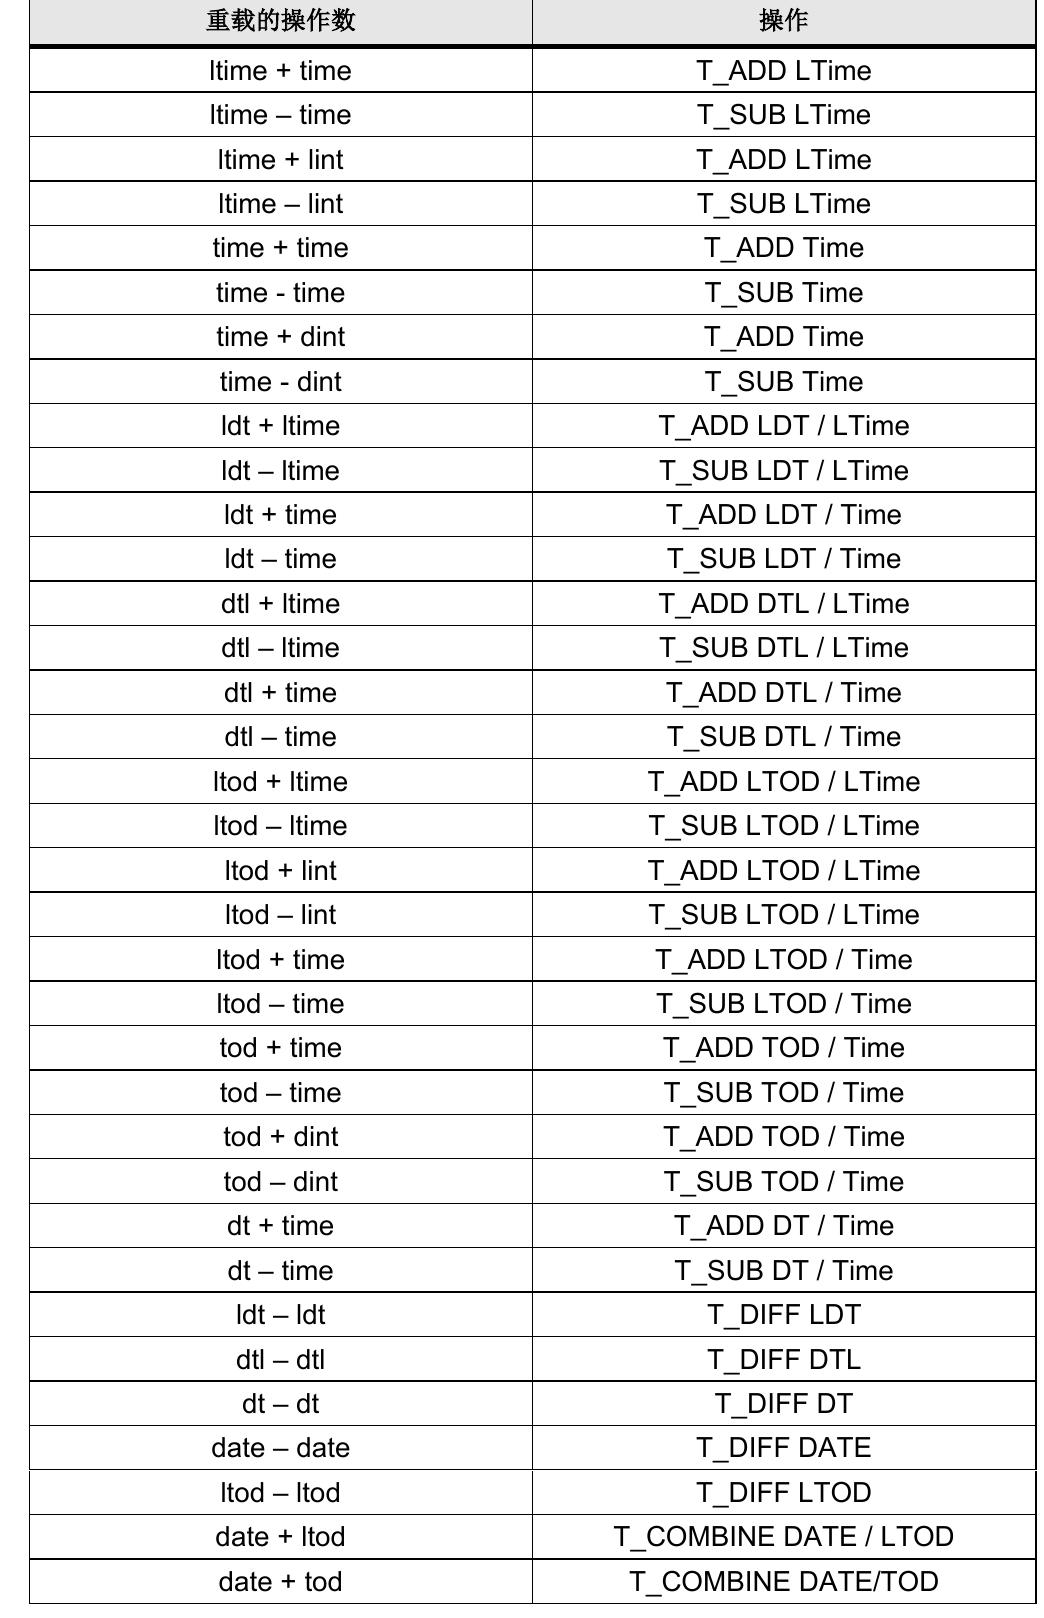 重载的操作数 操作
ltime + time T_ADD LTime
ltime – time T_SUB LTime
ltime + lint T_ADD LTime
ltime – lint T_SUB LTime
time + time T_ADD Time
time - time T_SUB Time
time + dint T_ADD Time
time - dint T_SUB Time
ldt + ltime T_ADD LDT / LTime
ldt – ltime T_SUB LDT / LTime
ldt + time T_ADD LDT / Time
ldt – time T_SUB LDT / Time
dtl + ltime T_ADD DTL / LTime
dtl – ltime T_SUB DTL / LTime
dtl + time T_ADD DTL / Time
dtl – time T_SUB DTL / Time
ltod + ltime T_ADD LTOD / LTime
ltod – ltime T_SUB LTOD / LTime
ltod + lint T_ADD LTOD / LTime
ltod – lint T_SUB LTOD / LTime
ltod + time T_ADD LTOD / Time
ltod – time T_SUB LTOD / Time
tod + time T_ADD TOD / Time
tod – time T_SUB TOD / Time
tod + dint T_ADD TOD / Time
tod – dint T_SUB TOD / Time
dt + time T_ADD DT / Time
dt – time T_SUB DT / Time
ldt – ldt T_DIFF LDT
dtl – dtl T_DIFF DTL
dt – dt T_DIFF DT
date – date T_DIFF DATE
ltod – ltod T_DIFF LTOD
date + ltod T_COMBINE DATE / LTOD
date + tod T_COMBINE DATE/TOD